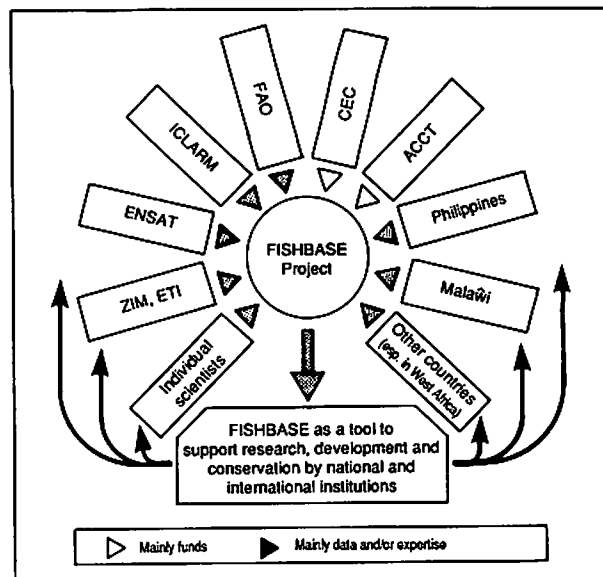 FAO
CEC
ICLARM
ACCT
ENSAT
Philippines
FISHBASE
Project
ZIM, ETI
Malaŵi
Individual
scientists
Other countries
(esp. in West Africa)
FISHBASE as a tool to
support research, development and
conservation by national and
international institutions
Mainly funds
Mainly data and/or expertise